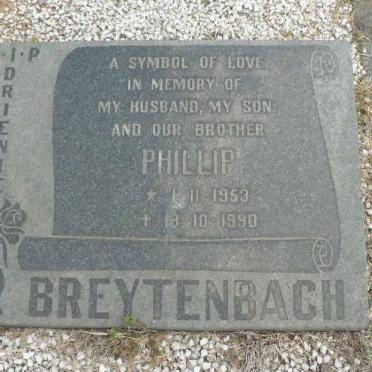 R·I·P
A SYMBOL OF LOVE
IN MEMORY OF
MY HUSBAND, MY SON
AND OUR BROTHER
PHILLIP
★ 1-11-1953
✝ 13-10-1990
BREYTENBACH